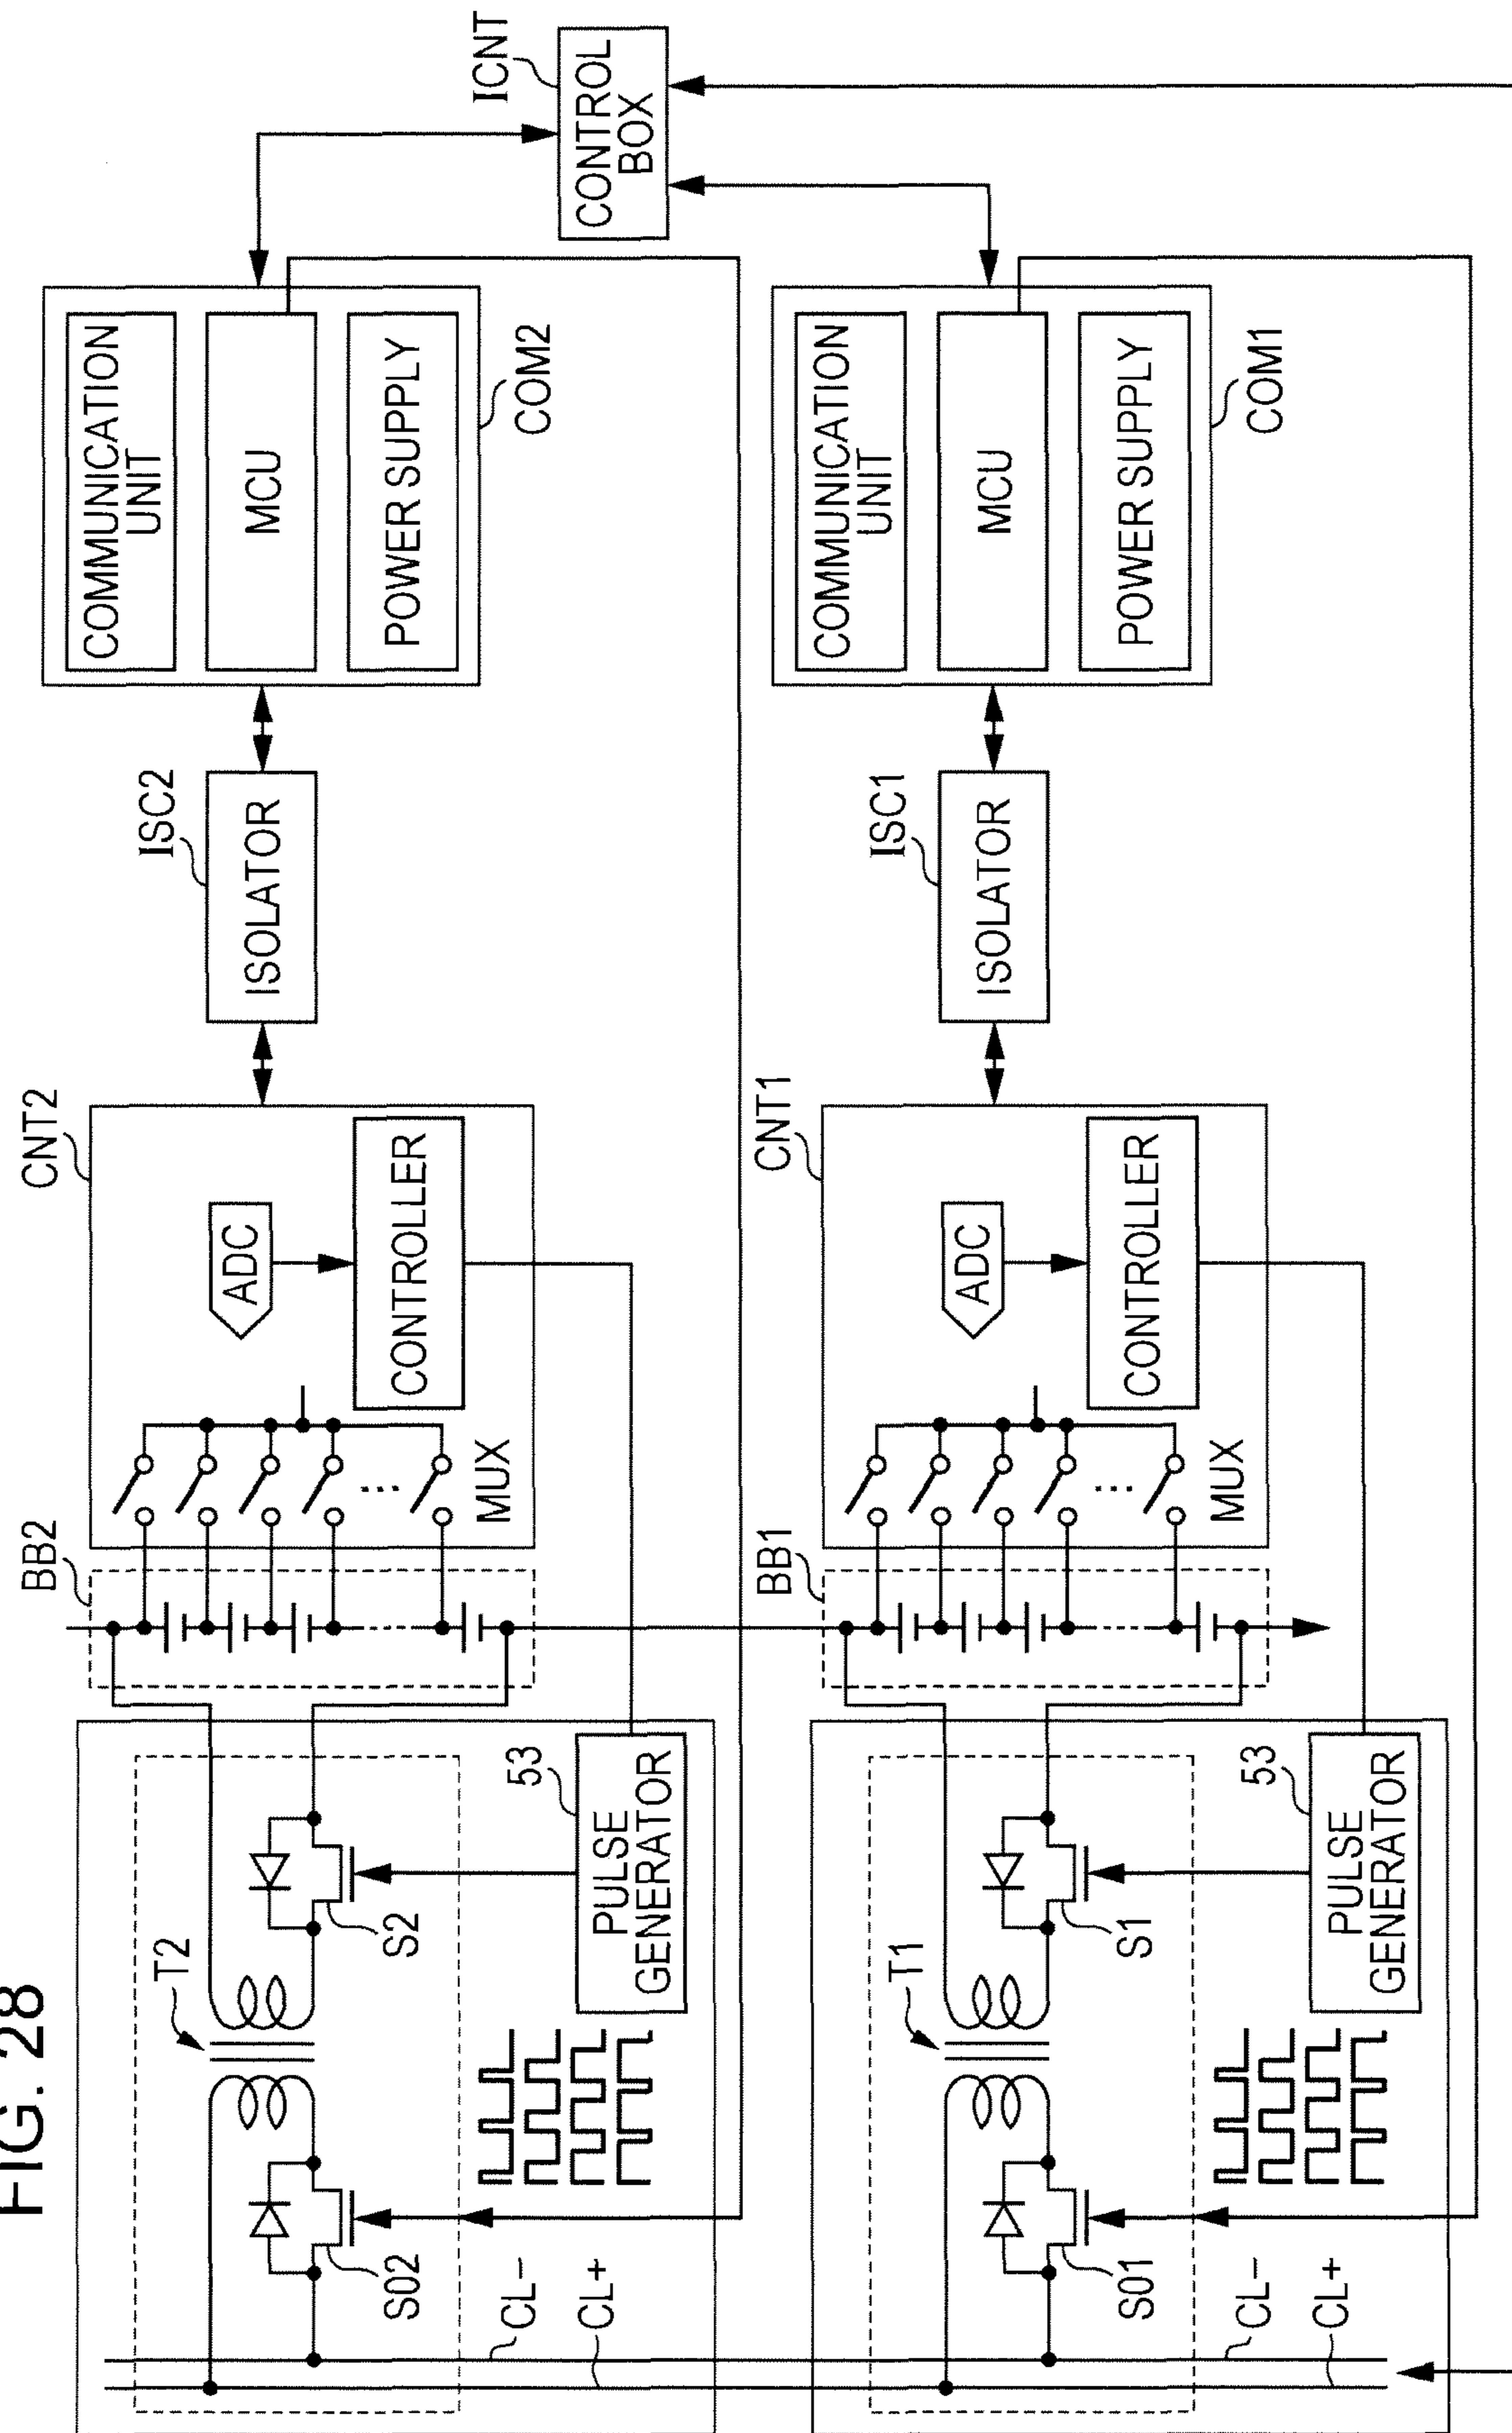 FIG. 28
T2
S02
S2
CL-
CL+
53
PULSE
GENERATOR
BB2
CNT2
MUX
ADC
CONTROLLER
ISC2
ISOLATOR
COMMUNICATION
UNIT
MCU
POWER SUPPLY
COM2
ICNT
CONTROL
BOX
T1
S01
S1
CL-
CL+
53
PULSE
GENERATOR
BB1
CNT1
MUX
ADC
CONTROLLER
ISC1
ISOLATOR
COMMUNICATION
UNIT
MCU
POWER SUPPLY
COM1